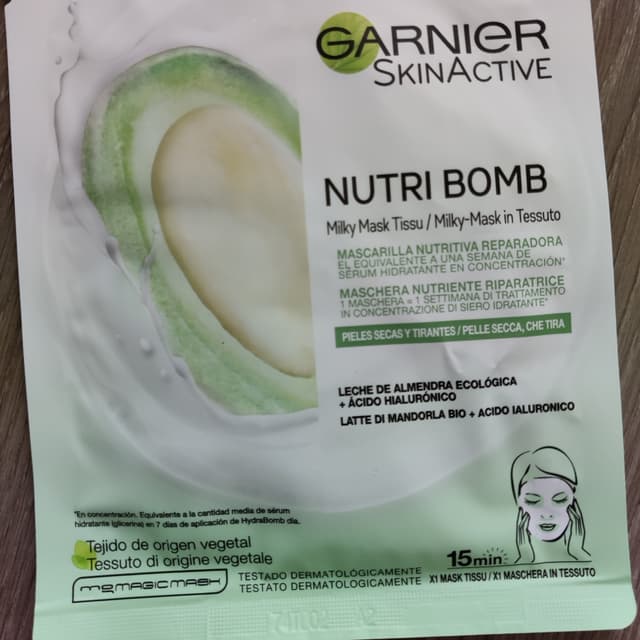 GARNIER
SKINACTIVE
NUTRI BOMB
Milky Mask Tissu / Milky-Mask in Tessuto
MASCARILLA NUTRITIVA REPARADORA
EL EQUIVALENTE A UNA SEMANA DE
SÉRUM HIDRATANTE EN CONCENTRACIÓN*
MASCHERA NUTRIENTE RIPARATRICE
1 MASCHERA = 1 SETTIMANA DI TRATTAMENTO
IN CONCENTRAZIONE DI SIERO IDRATANTE*
PIELES SECAS Y TIRANTES / PELLE SECCA, CHE TIRA
LECHE DE ALMENDRA ECOLÓGICA
+ ÁCIDO HIALURÓNICO
LATTE DI MANDORLA BIO + ACIDO IALURONICO
*En concentración. Equivalente a la cantidad media de sérum
hidratante (glicerina) en 7 días de aplicación de HydraBomb día.
Tejido de origen vegetal
Tessuto di origine vegetale
MAGIC MASK
TESTADO DERMATOLÓGICAMENTE
TESTATO DERMATOLOGICAMENTE
15min
X1 MASK TISSU / X1 MASCHERA IN TESSUTO